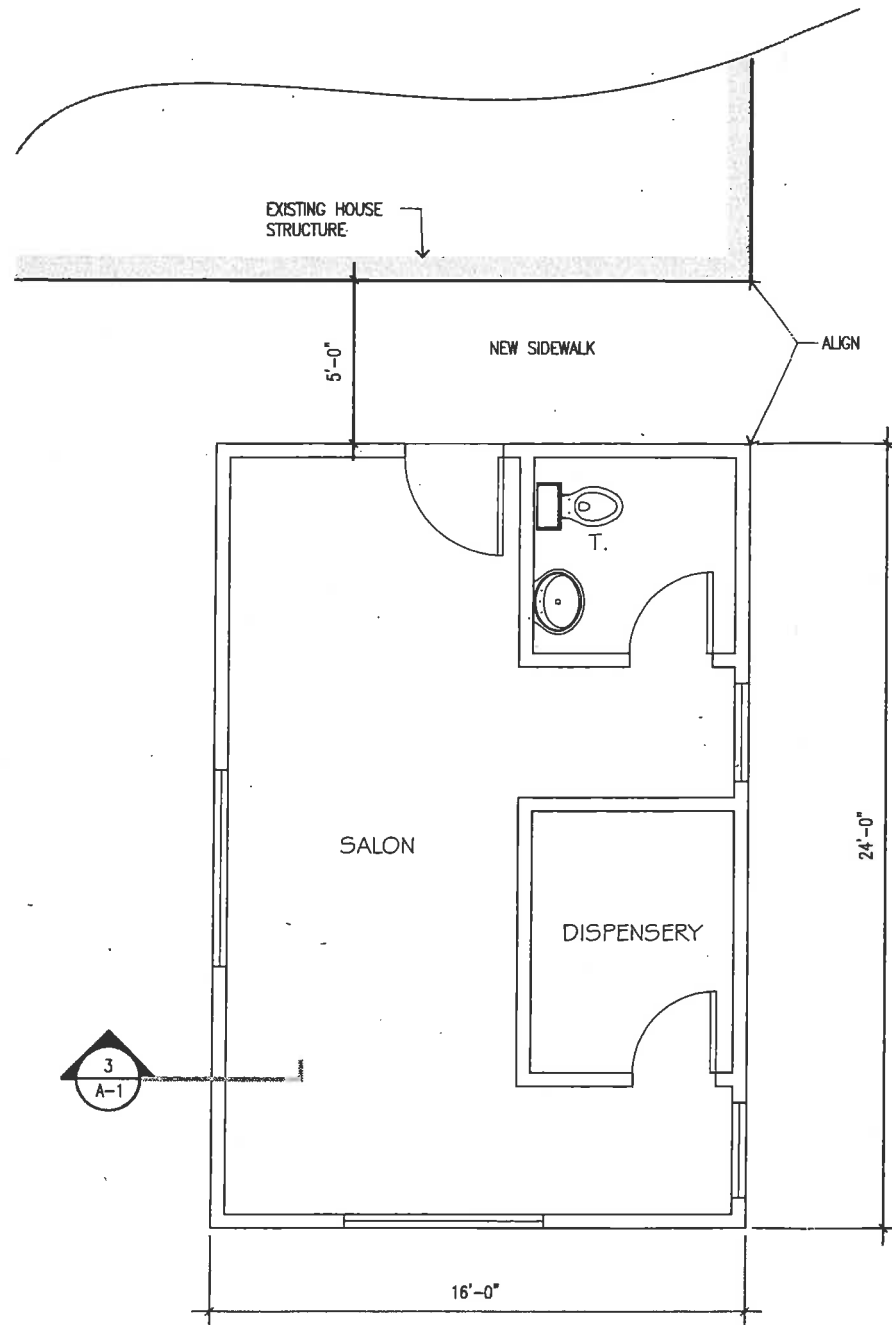 EXISTING HOUSE
STRUCTURE
5'-0"
NEW SIDEWALK
ALIGN
T.
SALON
24'-0"
DISPENSERY
3
A-1
16'-0"